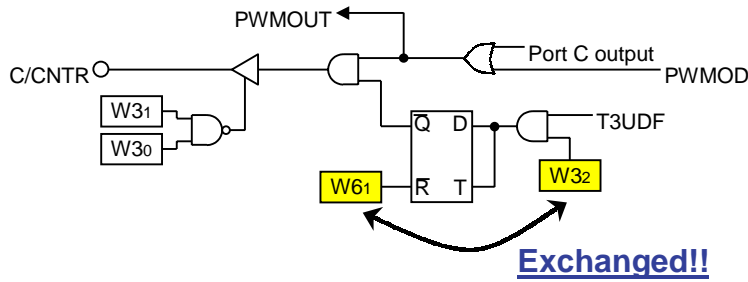 PWMOUT
Port C output
C/CNTR
PWMOD
W31
W30
Q D
T3UDF
W32
W61
R T
Exchanged!!